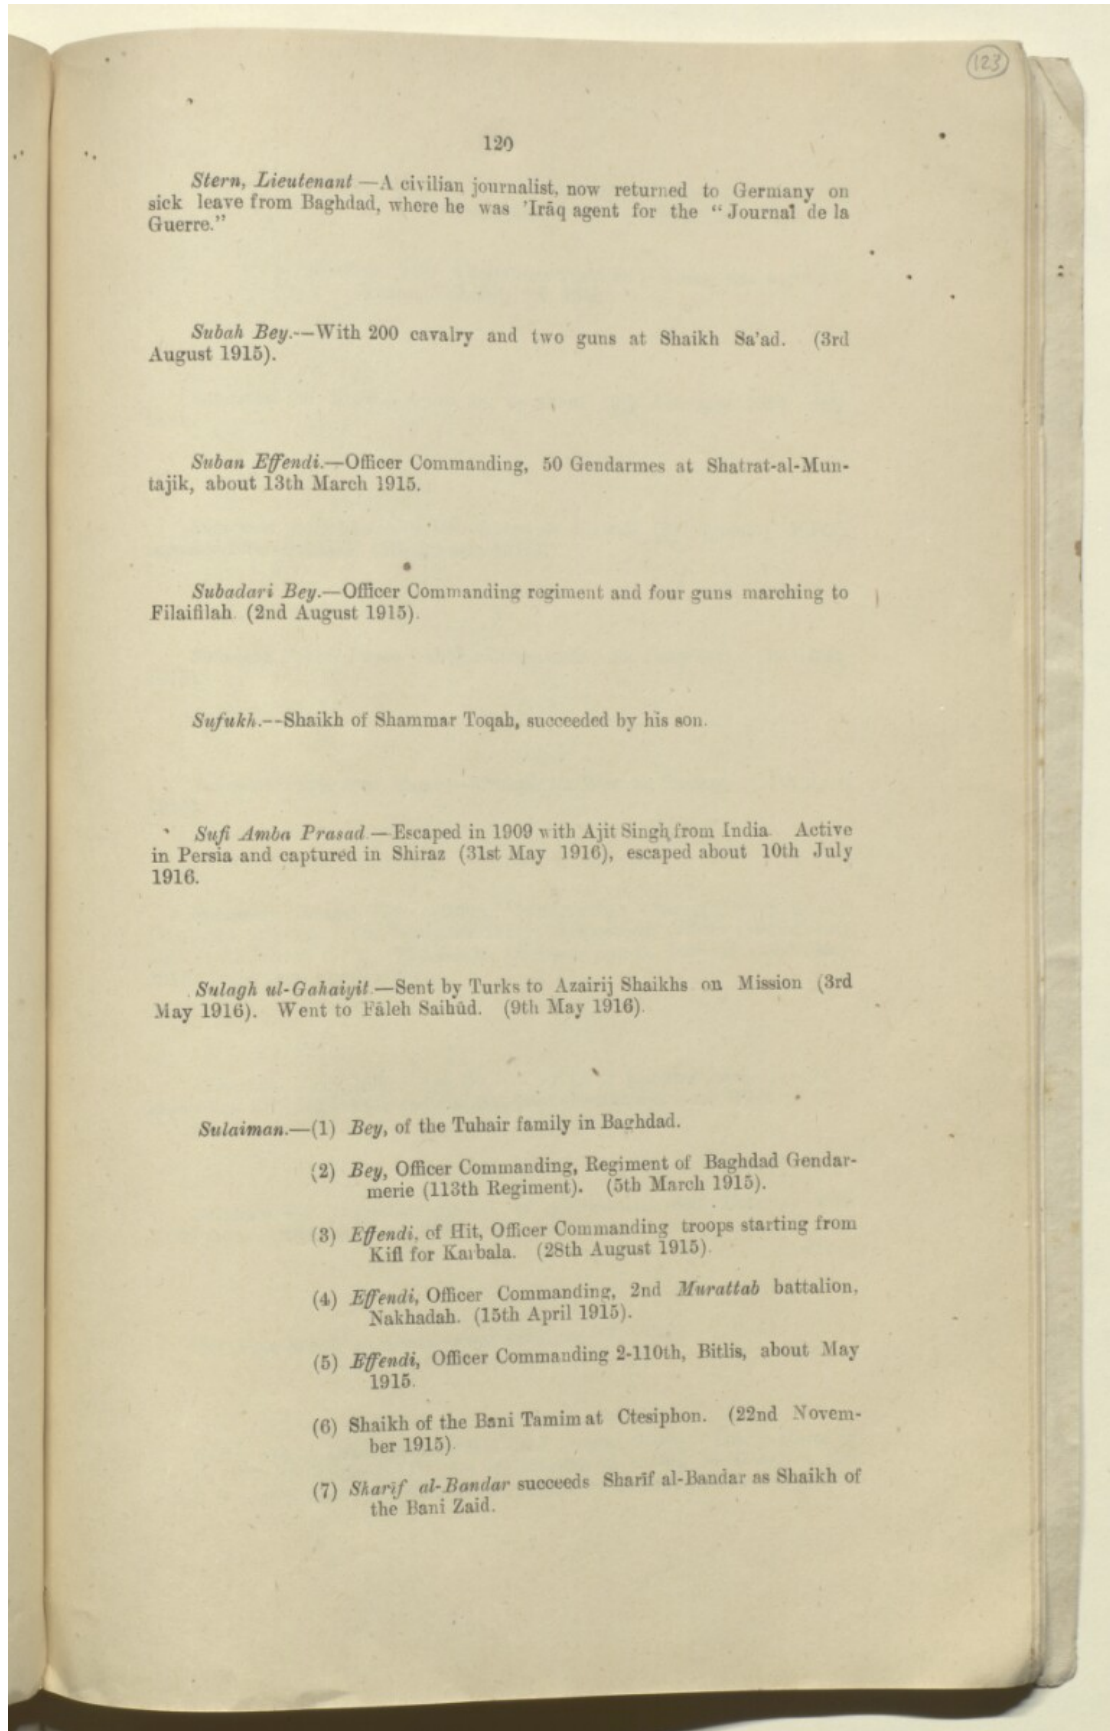 123
120
Stern, Lieutenant —A civilian journalist, now returned to Germany on
sick leave from Baghdad, where he was 'Irāq agent for the "Journal de la
Guerre."
Subah Bey.—With 200 cavalry and two guns at Shaikh Sa'ad. (3rd
August 1915).
Suban Effendi.—Officer Commanding, 50 Gendarmes at Shatrat-al-Mun-
tajik, about 13th March 1915.
Subadari Bey.—Officer Commanding regiment and four guns marching to
Filaifilah. (2nd August 1915).
Sufukh.—Shaikh of Shammar Toqah, succeeded by his son.
Sufi Amba Prasad.—Escaped in 1909 with Ajit Singh from India. Active
in Persia and captured in Shiraz (31st May 1916), escaped about 10th July
1916.
Sulagh ul-Gahaiyit.—Sent by Turks to Azairij Shaikhs on Mission (3rd
May 1916). Went to Fāleh Saihūd. (9th May 1916).
Sulaiman.—(1) Bey, of the Tuhair family in Baghdad.
(2) Bey, Officer Commanding, Regiment of Baghdad Gendar-
merie (113th Regiment). (5th March 1915).
(3) Effendi, of Hit, Officer Commanding troops starting from
Kifl for Karbala. (28th August 1915).
(4) Effendi, Officer Commanding, 2nd Murattab battalion,
Nakhadah. (15th April 1915).
(5) Effendi, Officer Commanding 2-110th, Bitlis, about May
1915.
(6) Shaikh of the Bani Tamim at Ctesiphon. (22nd Novem-
ber 1915).
(7) Sharīf al-Bandar succeeds Sharīf al-Bandar as Shaikh of
the Bani Zaid.